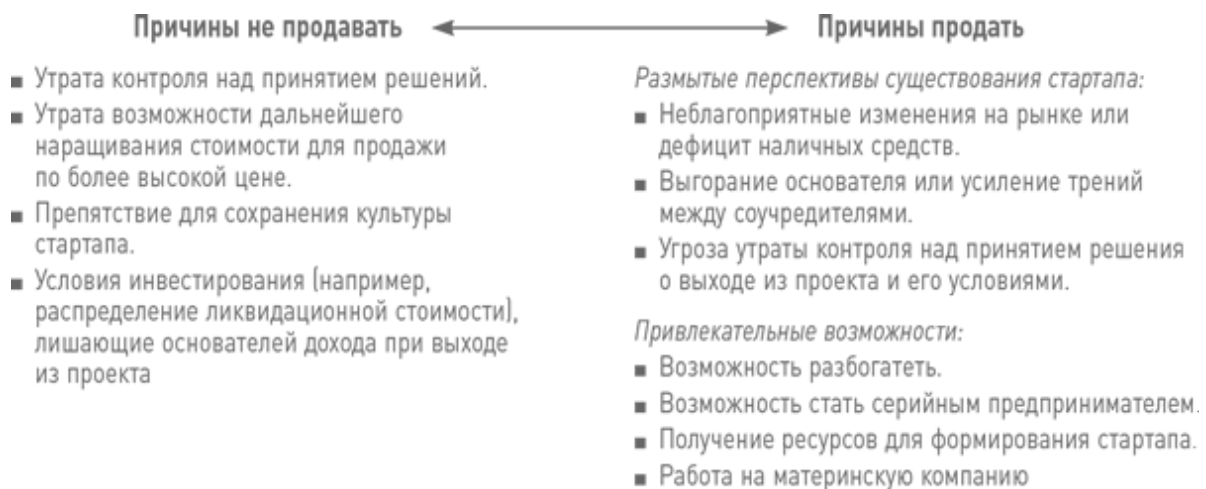 Причины не продавать
■ Утрата контроля над принятием решений.
■ Утрата возможности дальнейшего
наращивания стоимости для продажи
по более высокой цене.
■ Препятствие для сохранения культуры
стартапа.
■ Условия инвестирования (например,
распределение ликвидационной стоимости),
лишающие основателей дохода при выходе
из проекта
Причины продать
Размытые перспективы существования стартапа:
■ Неблагоприятные изменения на рынке или
дефицит наличных средств.
■ Выгорание основателя или усиление трений
между соучредителями.
■ Угроза утраты контроля над принятием решения
о выходе из проекта и его условиями.
Привлекательные возможности:
■ Возможность разбогатеть.
■ Возможность стать серийным предпринимателем.
■ Получение ресурсов для формирования стартапа.
■ Работа на материнскую компанию